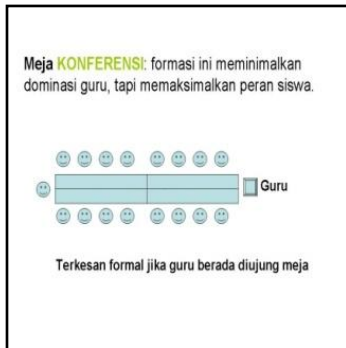 Meja KONFERENSI: formasi ini meminimalkan
dominasi guru, tapi memaksimalkan peran siswa.
Guru
Terkesan formal jika guru berada diujung meja